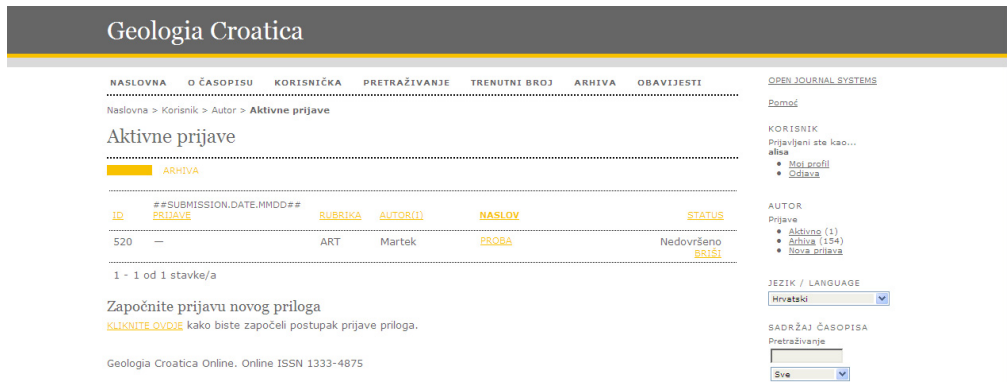 Geologia Croatica
NASLOVNA O ČASOPISU KORISNIČKA PRETRAŽIVANJE TRENUTNI BROJ ARHIVA OBAVIJESTI
Naslovna > Korisnik > Autor > Aktivne prijave
Aktivne prijave
ARHIVA
##SUBMISSION.DATE.MMDD##
ID PRIJAVE RUBRIKA AUTOR(I) NASLOV STATUS
520 — ART Martek PROBA Nedovršeno
BRIŠI
1 - 1 od 1 stavke/a
Započnite prijavu novog priloga
KLIKNITE OVDJE kako biste započeli postupak prijave priloga.
Geologia Croatica Online. Online ISSN 1333-4875
OPEN JOURNAL SYSTEMS
Pomoć
KORISNIK
Prijavljeni ste kao...
alisa
Moj profil
Odjava
AUTOR
Prijave
Aktivno (1)
Arhiva (154)
Nova prijava
JEZIK / LANGUAGE
Hrvatski
SADRŽAJ ČASOPISA
Pretraživanje
Sve